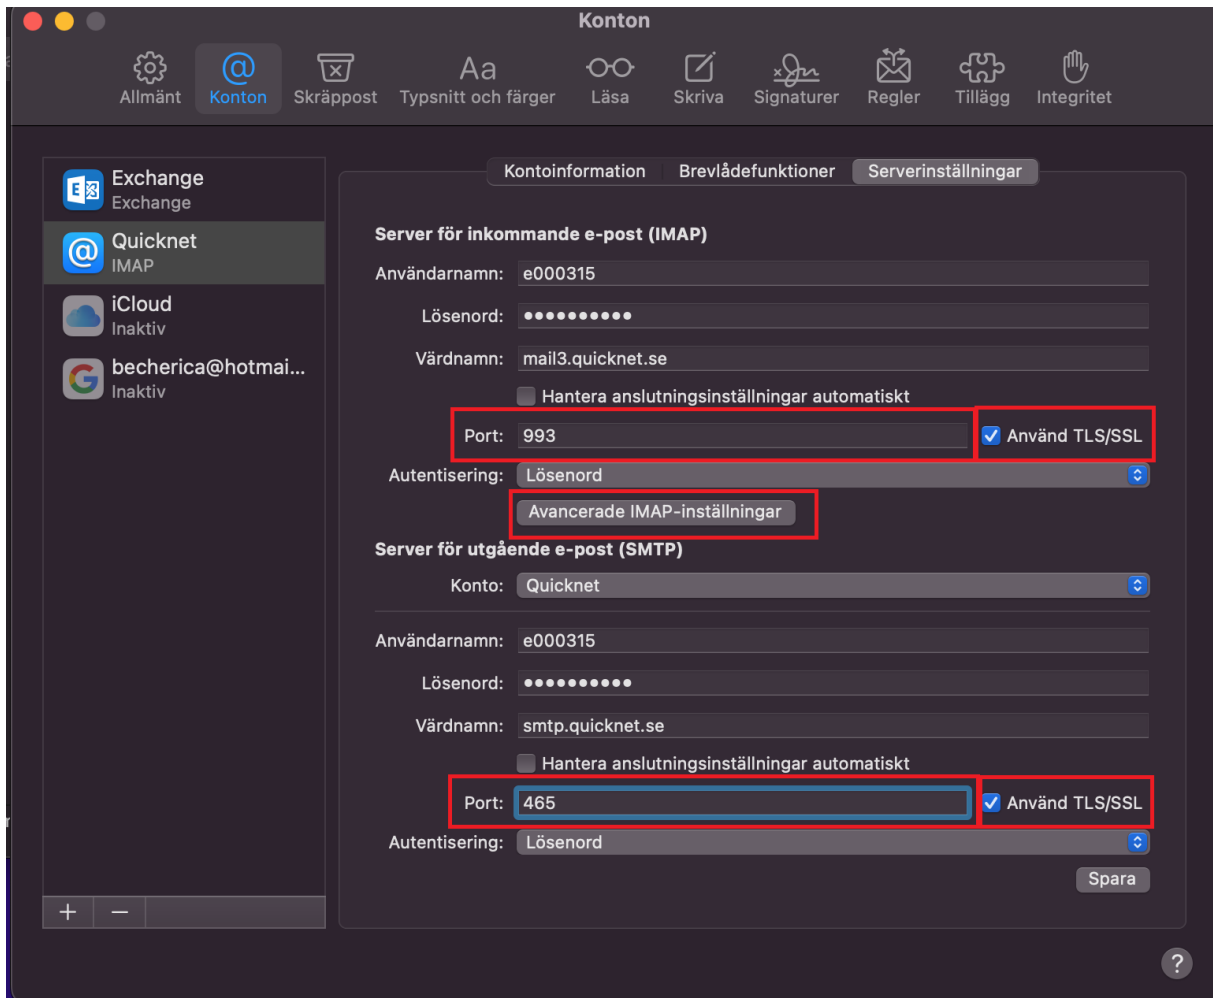 Konton
Allmänt Konton Skräppost Typsnitt och färger Läsa Skriva Signaturer Regler Tillägg Integritet
Exchange
Exchange
Quicknet
IMAP
iCloud
Inaktiv
becherica@hotmai...
Inaktiv
Kontoinformation Brevlådefunktioner Serverinställningar
Server för inkommande e-post (IMAP)
Användarnamn: e000315
Lösenord: ••••••••••
Värdnamn: mail3.quicknet.se
Hantera anslutningsinställningar automatiskt
Port: 993 Använd TLS/SSL
Autentisering: Lösenord
Avancerade IMAP-inställningar
Server för utgående e-post (SMTP)
Konto: Quicknet
Användarnamn: e000315
Lösenord: ••••••••••
Värdnamn: smtp.quicknet.se
Hantera anslutningsinställningar automatiskt
Port: 465 Använd TLS/SSL
Autentisering: Lösenord
Spara
+ −
?